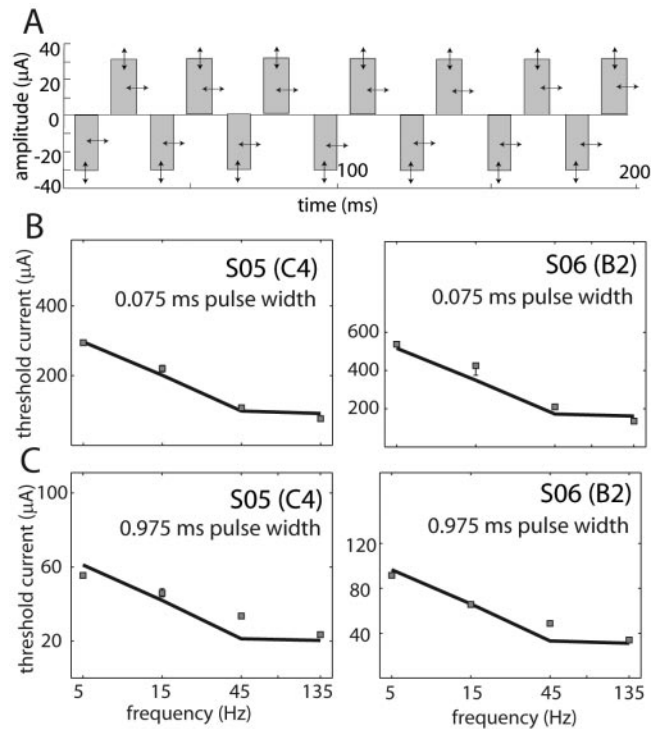 A
amplitude (μA)
40
20
0
-20
-40
100
200
time (ms)
B
threshold current (μA)
400
200
S05 (C4)
0.075 ms pulse width
600
400
200
S06 (B2)
0.075 ms pulse width
C
threshold current (μA)
100
60
20
S05 (C4)
0.975 ms pulse width
5 15 45 135
frequency (Hz)
120
80
40
S06 (B2)
0.975 ms pulse width
5 15 45 135
frequency (Hz)